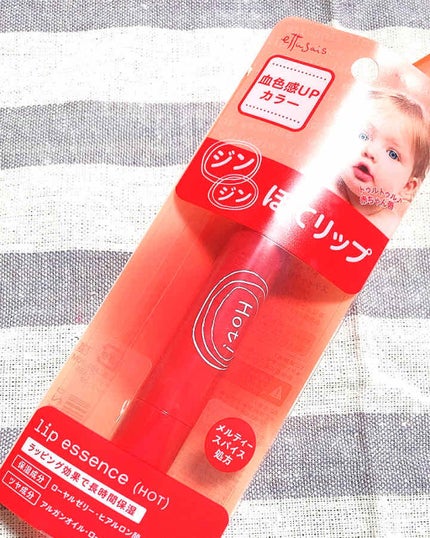 ettusais
血色感UP
カラー
ジン
ジン
ほてリップ
トゥルトゥル♪
赤ちゃん唇
Hot!
メルティー
スパイス
処方
lip essence (HOT)
ラッピング効果で長時間保湿
保湿成分 ローヤルゼリー・ヒアルロン酸
ツヤ成分 アルガンオイル・ロー